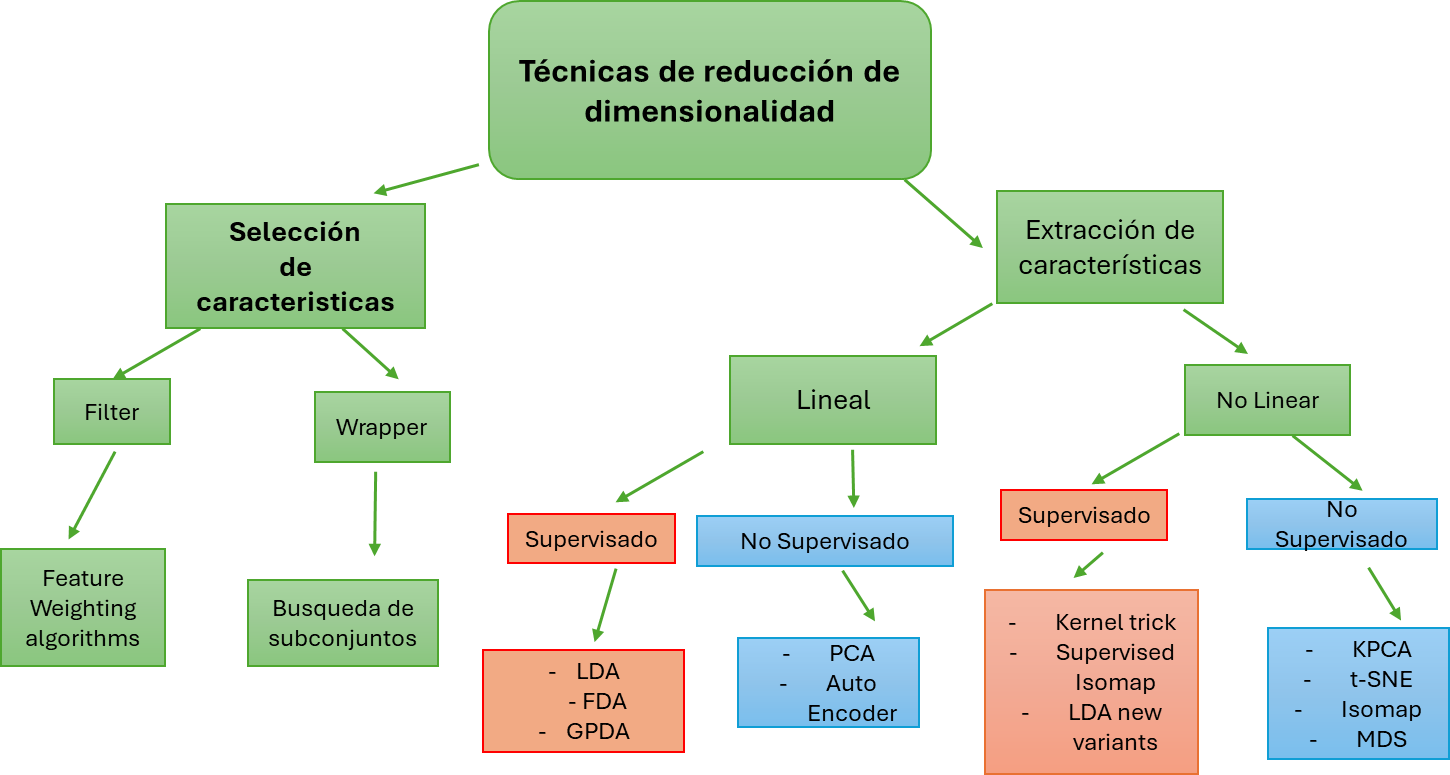 Técnicas de reducción de
dimensionalidad
Selección
de
caracteristicas
Extracción de
características
Filter
Wrapper
Lineal
No Linear
Feature
Weighting
algorithms
Busqueda de
subconjuntos
Supervisado
No Supervisado
Supervisado
No
Supervisado
- LDA
- FDA
- GPDA
- PCA
- Auto
Encoder
- Kernel trick
- Supervised
Isomap
- LDA new
variants
- KPCA
- t-SNE
- Isomap
- MDS